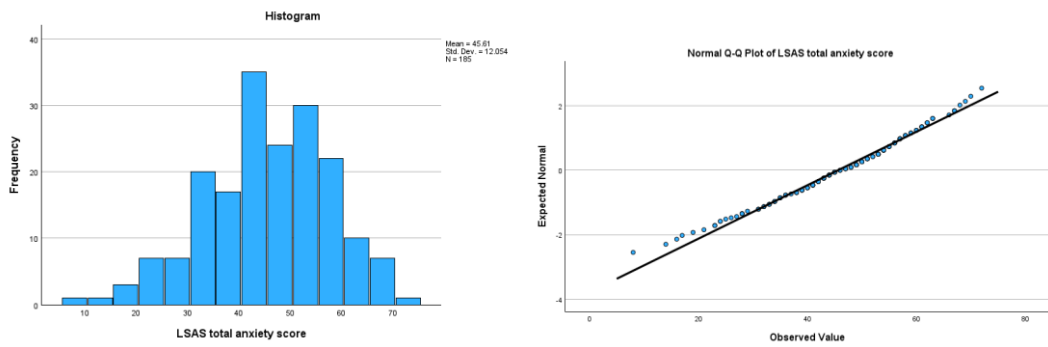 Histogram
40
30
20
10
0
Frequency
10 20 30 40 50 60 70
LSAS total anxiety score
Mean = 45.61
Std. Dev. = 12.054
N = 185
Normal Q-Q Plot of LSAS total anxiety score
2
0
-2
-4
Expected Normal
0 20 40 60 80
Observed Value